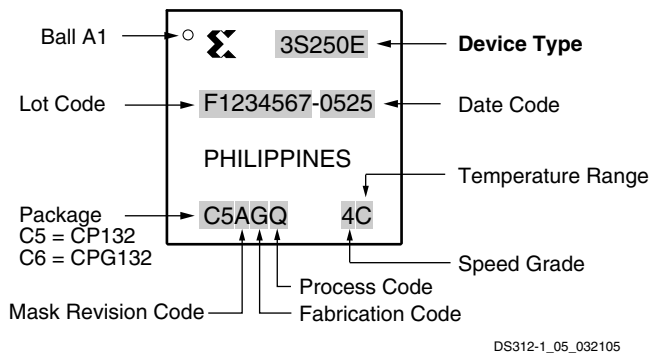 Ball A1
3S250E
Device Type
Lot Code
F1234567-0525
Date Code
PHILIPPINES
Temperature Range
Package
C5AGQ 4C
C5 = CP132
C6 = CPG132
Speed Grade
Process Code
Mask Revision Code
Fabrication Code
DS312-1_05_032105